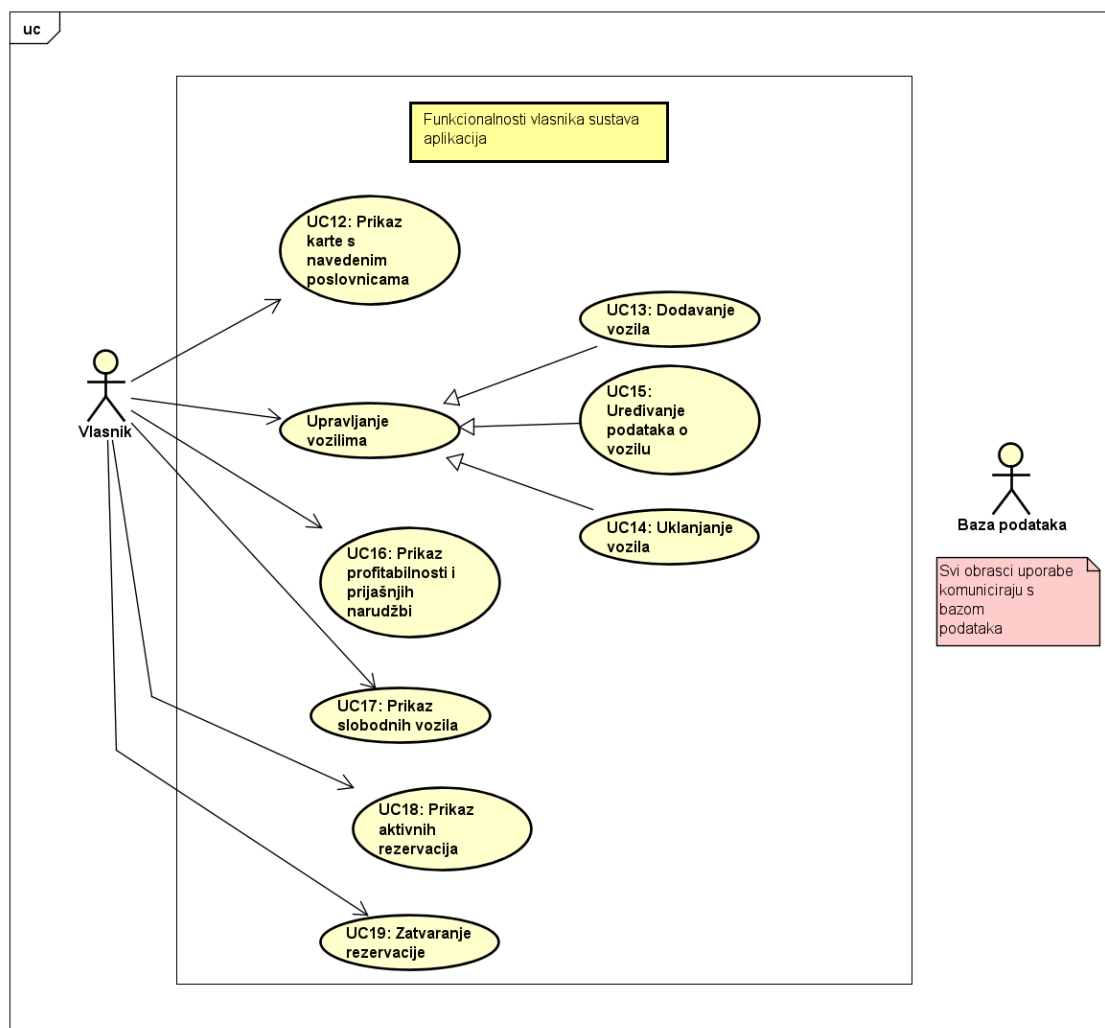 uc
Funkcionalnosti vlasnika sustava
aplikacija
UC12: Prikaz
karte s
navedenim
poslovnicama
UC13: Dodavanje
vozila
UC15:
Uređivanje
podataka o
vozilu
Vlasnik
Upravljanje
vozilima
UC14: Uklanjanje
vozila
Baza podataka
Svi obrasci uporabe
komuniciraju s
bazom
podataka
UC16: Prikaz
profitabilnosti i
prijašnjih
narudžbi
UC17: Prikaz
slobodnih vozila
UC18: Prikaz
aktivnih
rezervacija
UC19: Zatvaranje
rezervacije